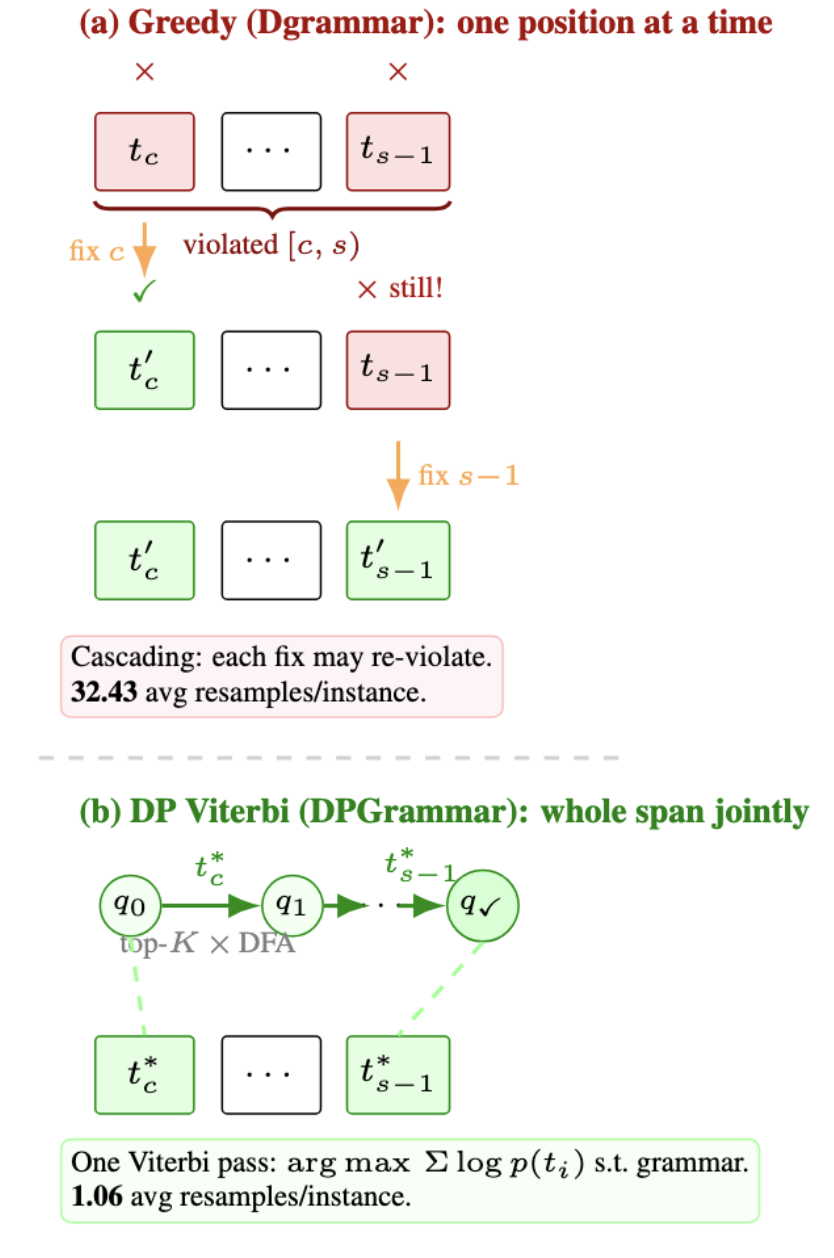 (a) Greedy (Dgrammar): one position at a time
× ×
t_c ··· t_{s−1}
fix c violated [c, s)
✓ × still!
t′_c ··· t_{s−1}
fix s−1
t′_c ··· t′_{s−1}
Cascading: each fix may re-violate.
32.43 avg resamples/instance.
(b) DP Viterbi (DPGrammar): whole span jointly
t*_c t*_{s−1}
q_0 q_1 · q_✓
top-K × DFA
t*_c ··· t*_{s−1}
One Viterbi pass: arg max Σ log p(t_i) s.t. grammar.
1.06 avg resamples/instance.